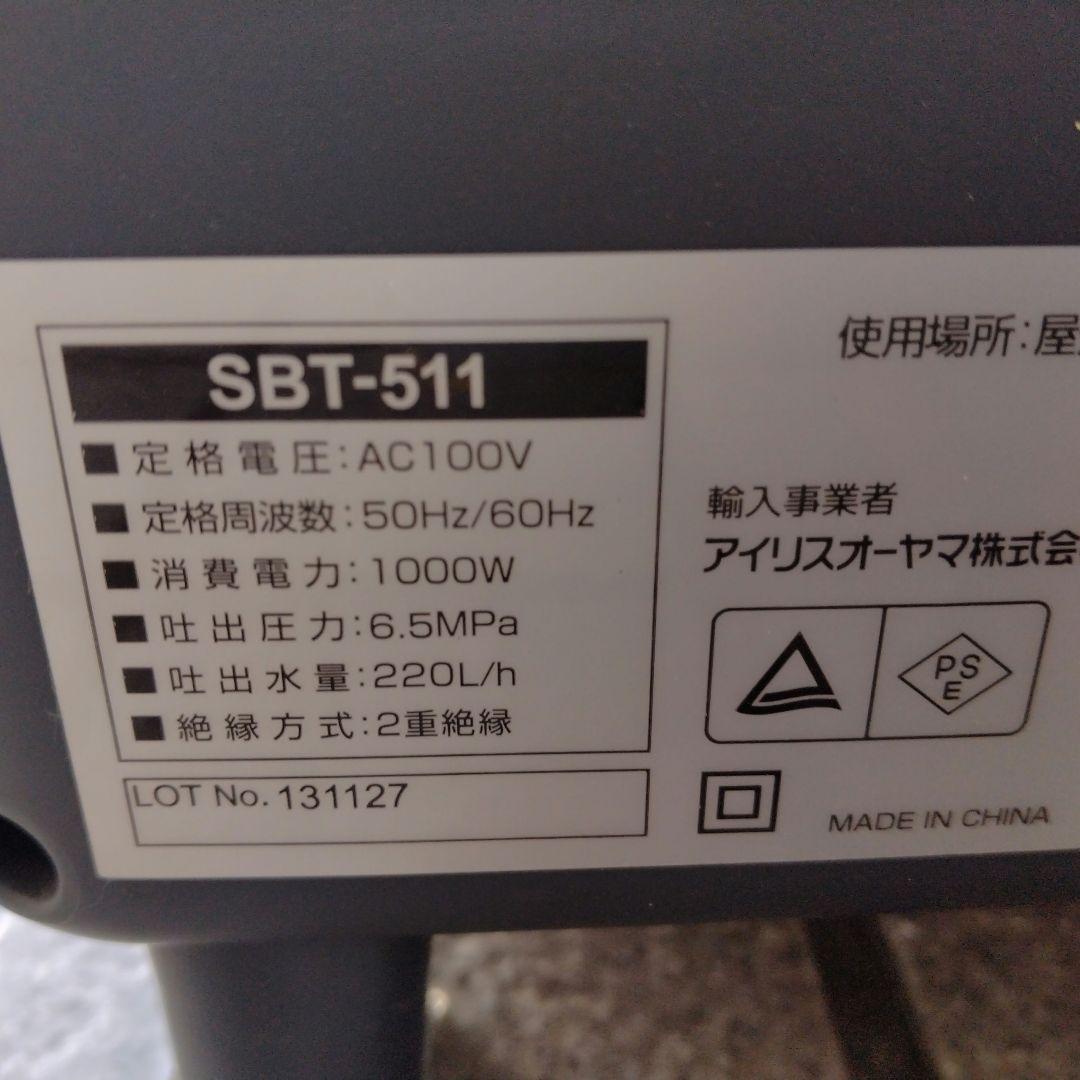 SBT-511
■定格電圧:AC100V
■定格周波数:50Hz/60Hz
■消費電力:1000W
■吐出圧力:6.5MPa
■吐出水量:220L/h
■絶縁方式:2重絶縁
LOT No. 131127
使用場所:屋
輸入事業者
アイリスオーヤマ株式会
PS
E
MADE IN CHINA